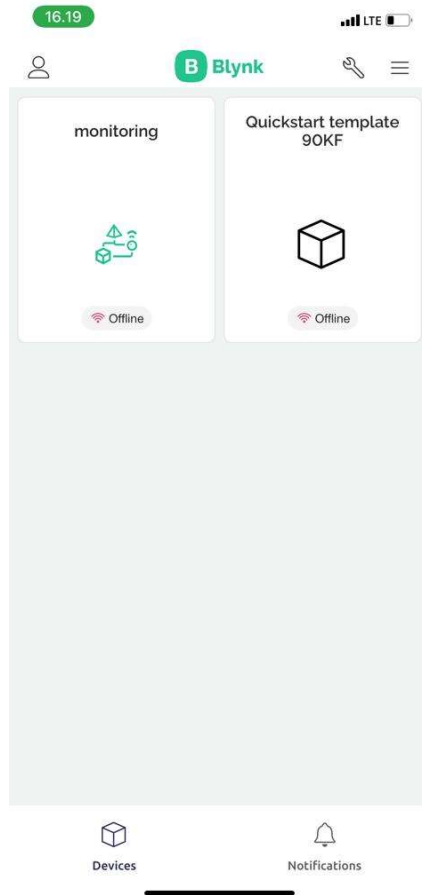 16.19
LTE
B Blynk
monitoring
Quickstart template
90KF
Offline
Offline
Devices
Notifications